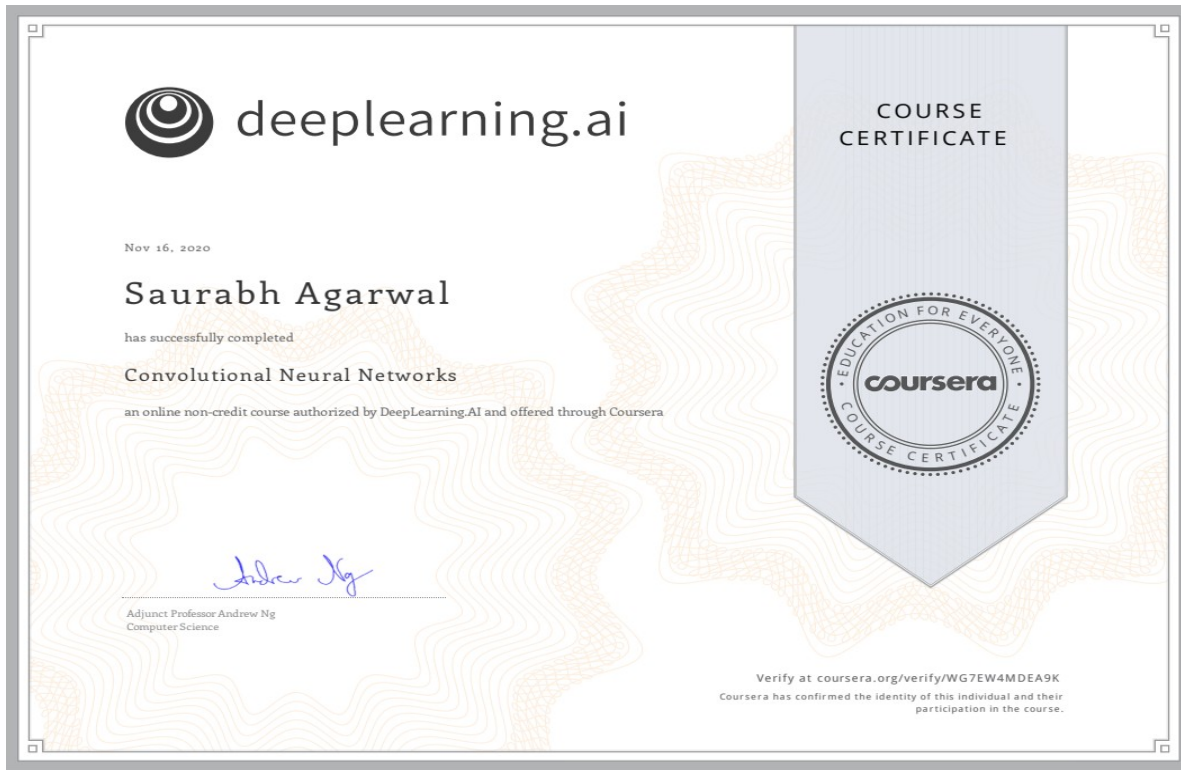 deeplearning.ai
COURSE
CERTIFICATE
Nov 16, 2020
Saurabh Agarwal
has successfully completed
Convolutional Neural Networks
an online non-credit course authorized by DeepLearning.AI and offered through Coursera
EDUCATION FOR EVERYONE
coursera
COURSE CERTIFICATE
Andrew Ng
Adjunct Professor Andrew Ng
Computer Science
Verify at coursera.org/verify/WG7EW4MDEA9K
Coursera has confirmed the identity of this individual and their
participation in the course.